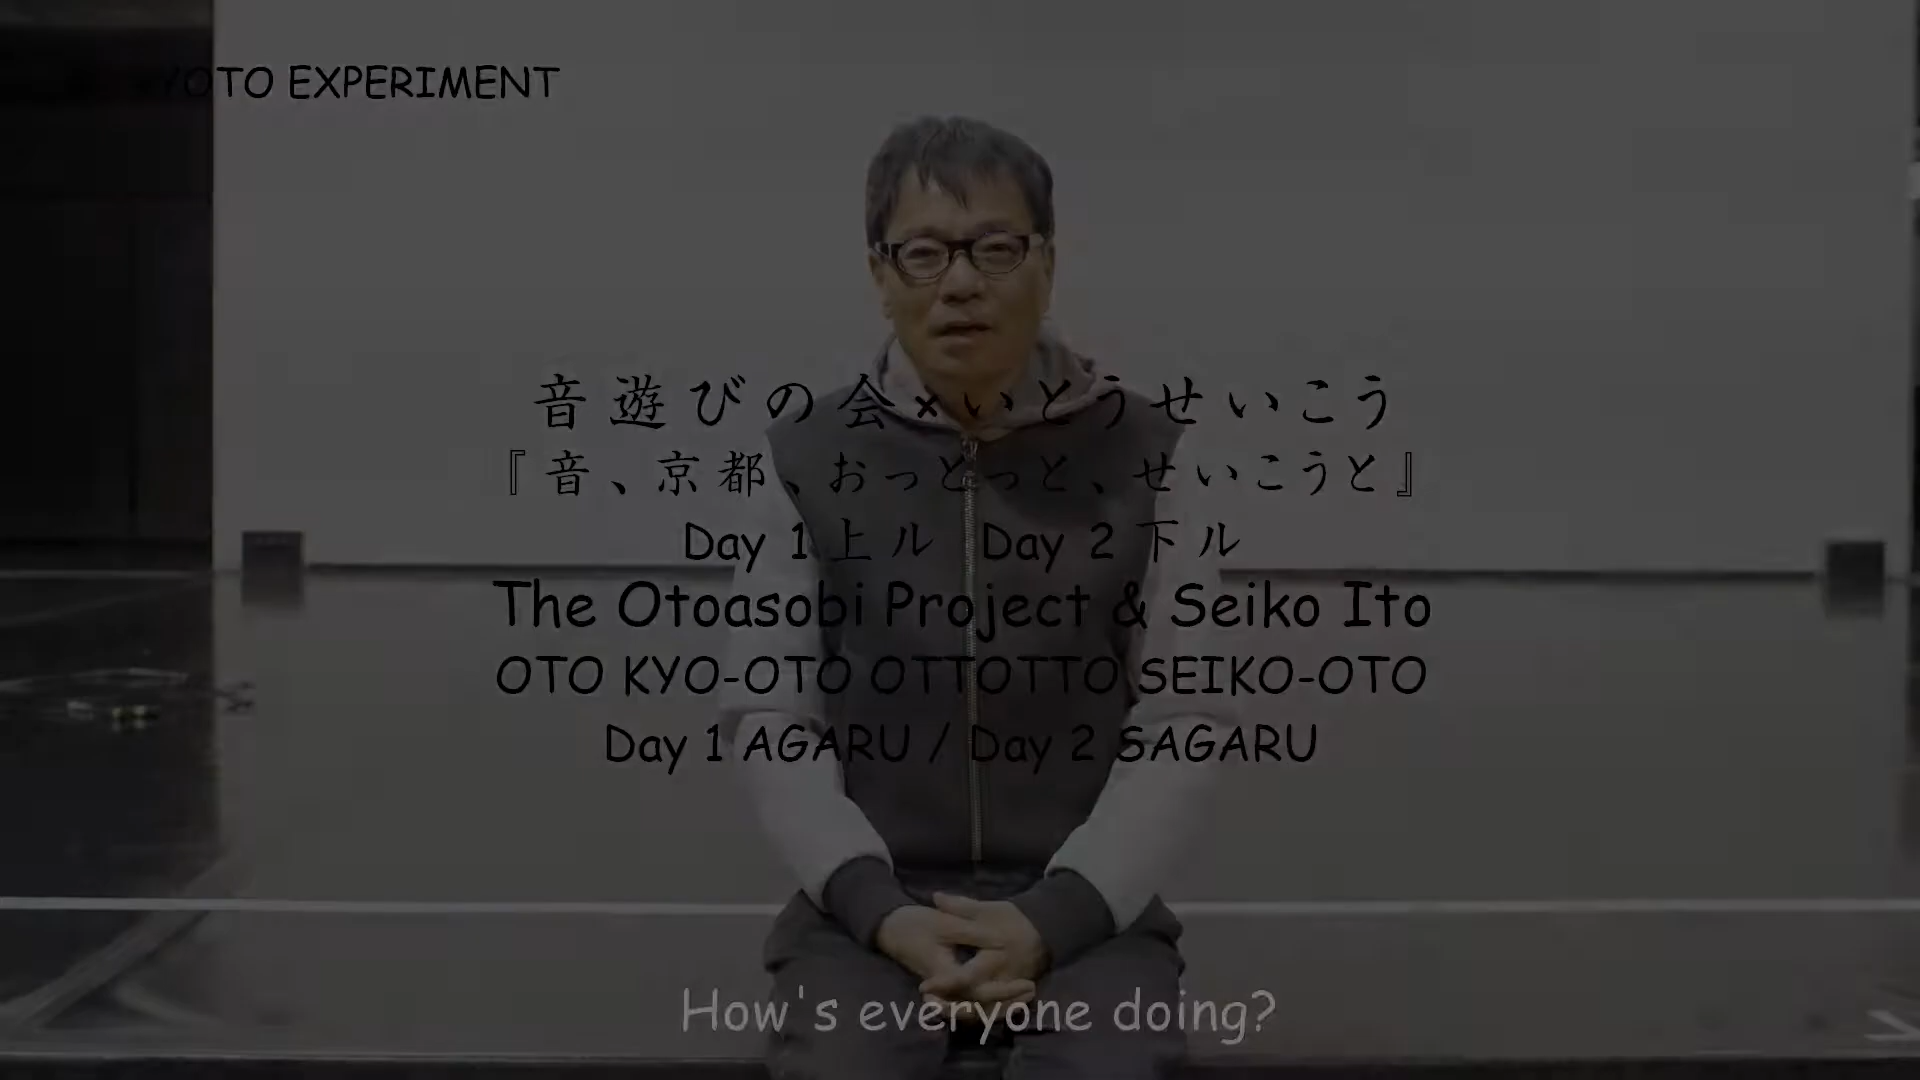 KYOTO EXPERIMENT
音遊びの会×いとうせいこう
『音、京都、おっとっと、せいこうと』
Day 1 上ル Day 2 下ル
The Otoasobi Project & Seiko Ito
OTO KYO-OTO OTTOTTO SEIKO-OTO
Day 1 AGARU / Day 2 SAGARU
How's everyone doing?